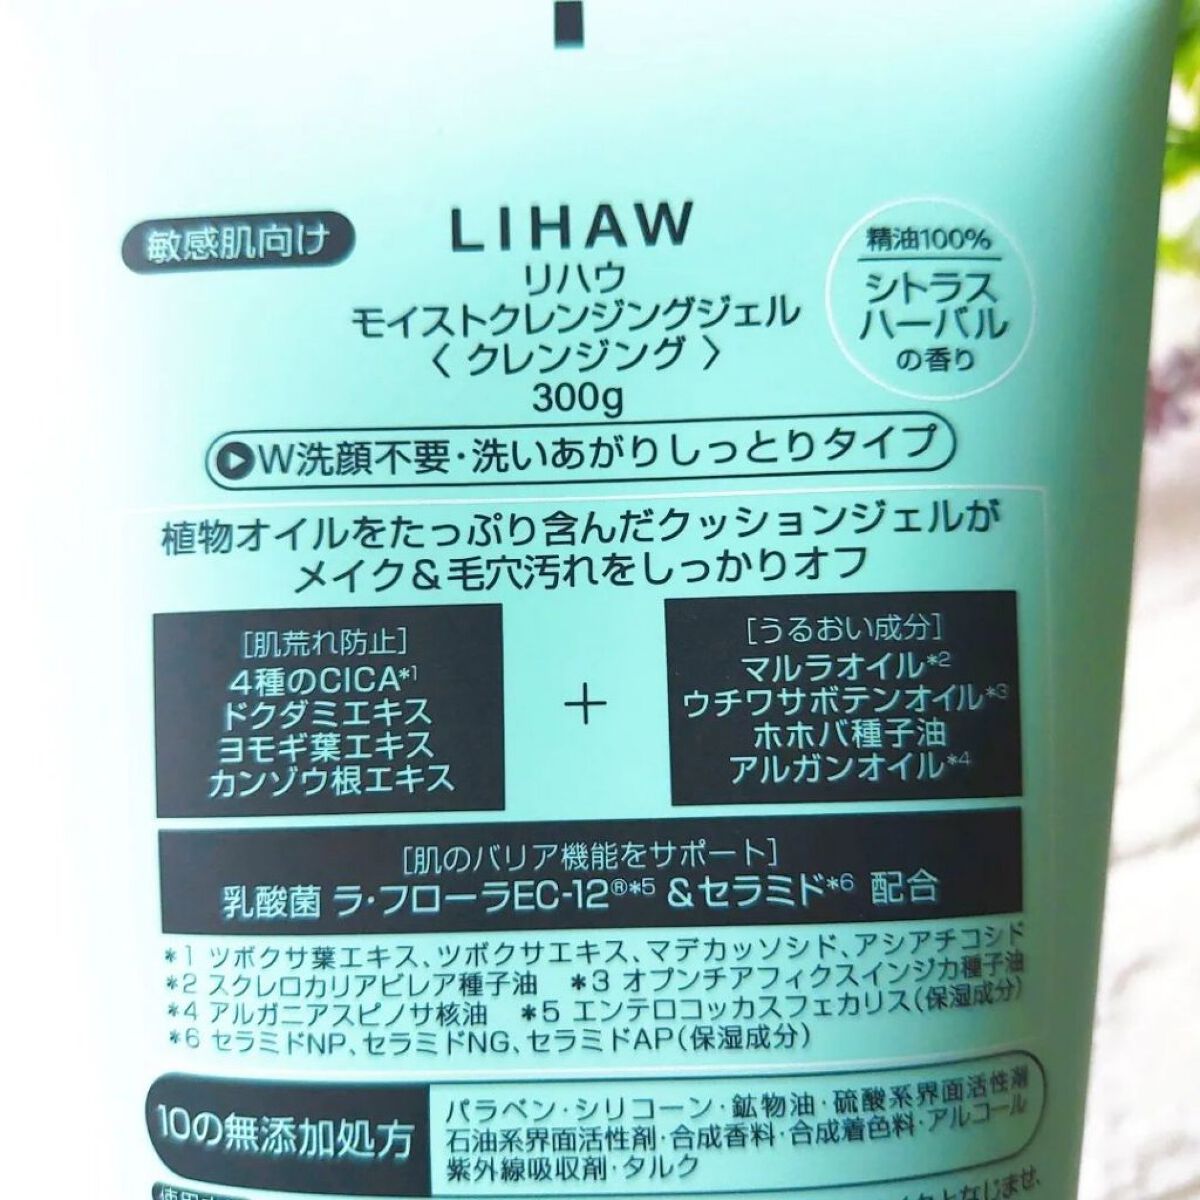 敏感肌向け
LIHAW
リハウ
モイストクレンジングジェル
〈 クレンジング 〉
300g
精油100%
シトラス
ハーバル
の香り
W洗顔不要・洗いあがりしっとりタイプ
植物オイルをたっぷり含んだクッションジェルが
メイク&毛穴汚れをしっかりオフ
[肌荒れ防止]
4種のCICA*1
ドクダミエキス
ヨモギ葉エキス
カンゾウ根エキス
+
[うるおい成分]
マルラオイル*2
ウチワサボテンオイル*3
ホホバ種子油
アルガンオイル*4
[肌のバリア機能をサポート]
乳酸菌 ラ・フローラEC-12®*5 &セラミド*6 配合
*1 ツボクサ葉エキス、ツボクサエキス、マデカッソシド、アシアチコシド
*2 スクレロカリアビレア種子油 *3 オプンチアフィクスインジカ種子油
*4 アルガニアスピノサ核油 *5 エンテロコッカスフェカリス(保湿成分)
*6 セラミドNP、セラミドNG、セラミドAP(保湿成分)
10の無添加処方
パラベン・シリコーン・鉱物油・硫酸系界面活性剤
石油系界面活性剤・合成香料・合成着色料・アルコール
紫外線吸収剤・タルク